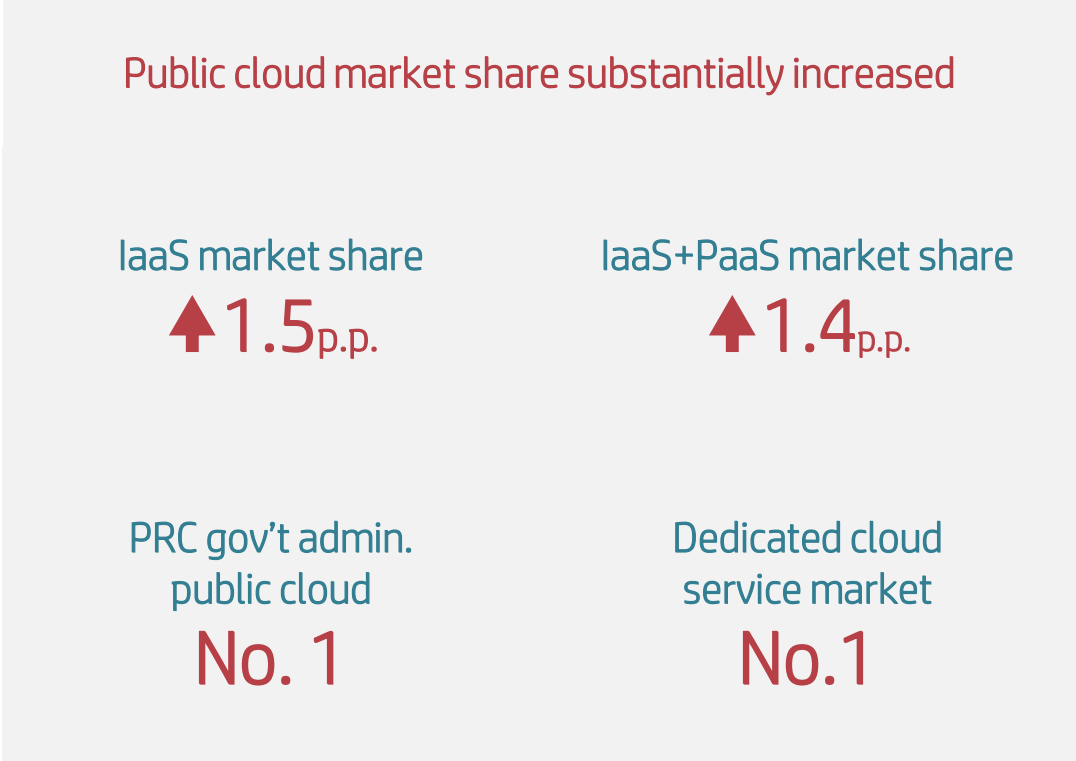 Public cloud market share substantially increased
IaaS market share
1.5p.p.
IaaS+PaaS market share
1.4p.p.
PRC gov’t admin.
public cloud
No. 1
Dedicated cloud
service market
No.1